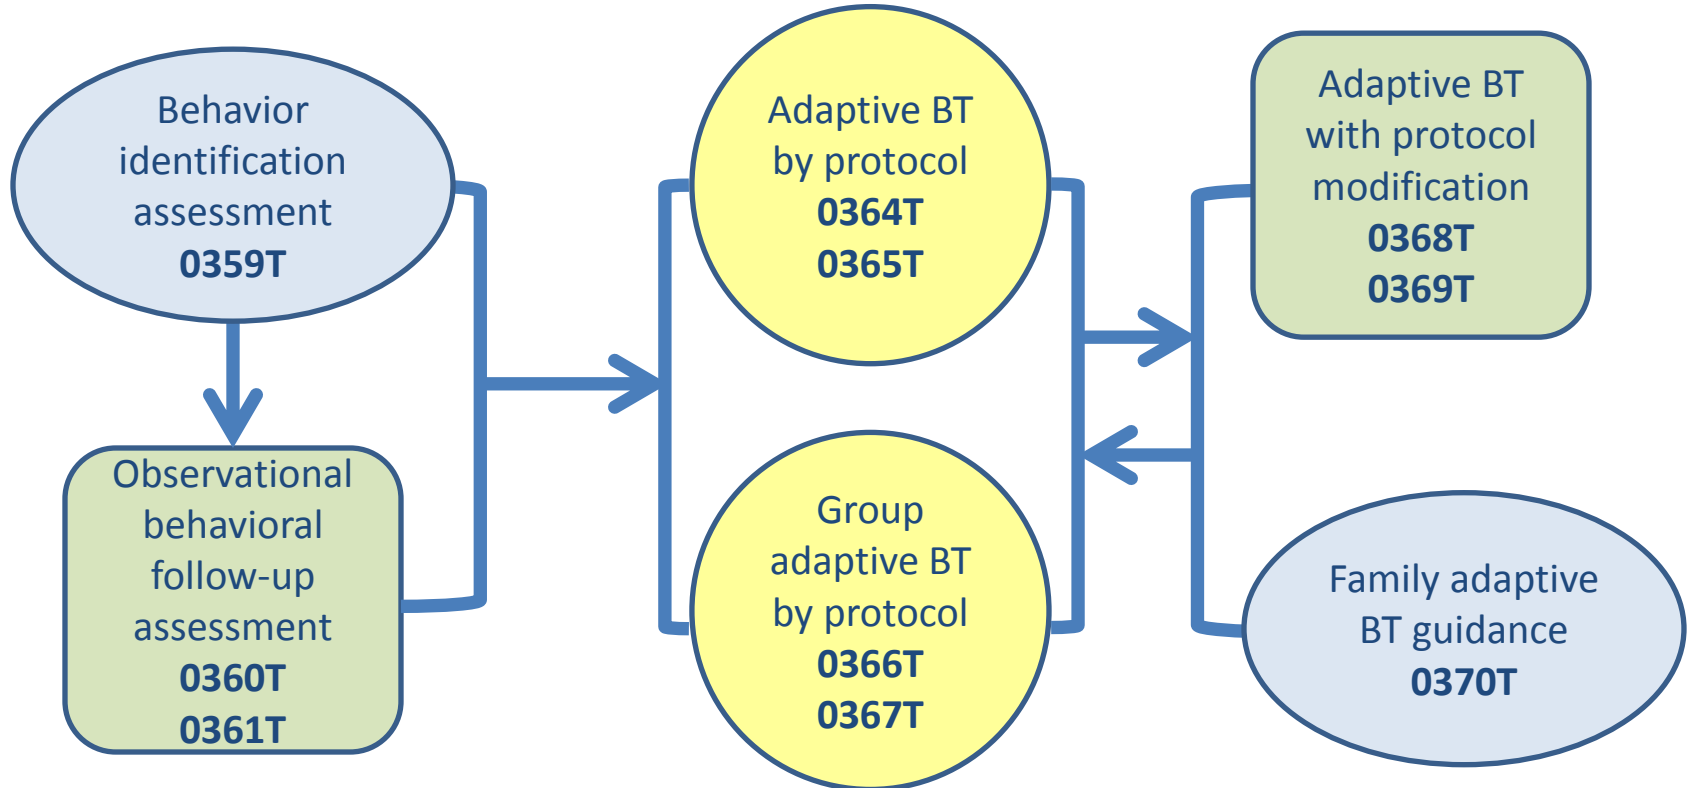 Behavior
identification
assessment
0359T
Observational
behavioral
follow-up
assessment
0360T
0361T
Adaptive BT
by protocol
0364T
0365T
Group
adaptive BT
by protocol
0366T
0367T
Adaptive BT
with protocol
modification
0368T
0369T
Family adaptive
BT guidance
0370T